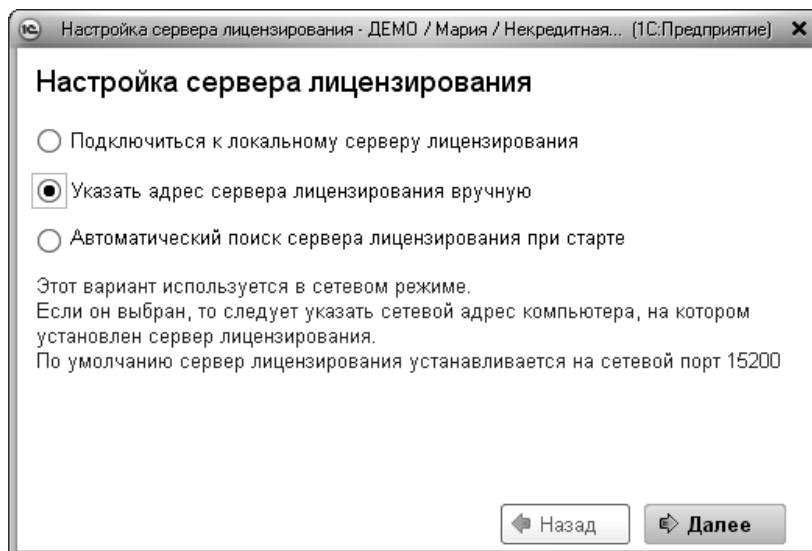 1С Настройка сервера лицензирования - ДЕМО / Мария / Некредитная... (1С:Предприятие)
Настройка сервера лицензирования
Подключиться к локальному серверу лицензирования
Указать адрес сервера лицензирования вручную
Автоматический поиск сервера лицензирования при старте
Этот вариант используется в сетевом режиме.
Если он выбран, то следует указать сетевой адрес компьютера, на котором
установлен сервер лицензирования.
По умолчанию сервер лицензирования устанавливается на сетевой порт 15200
Назад Далее